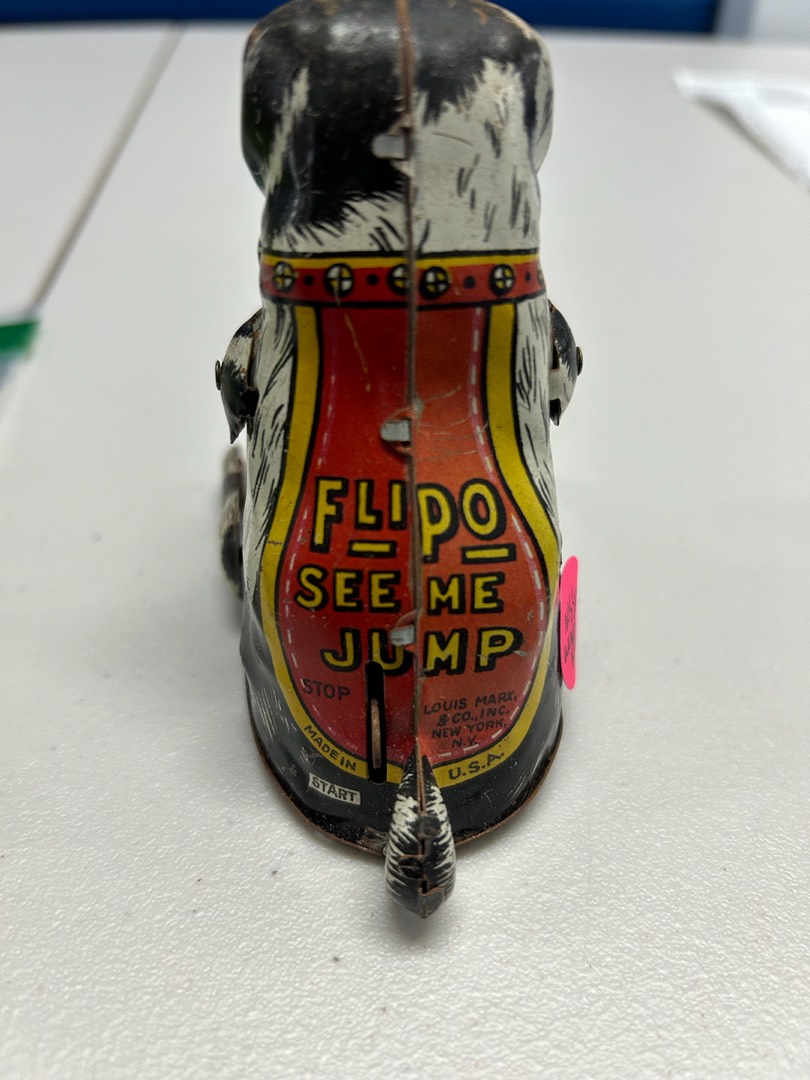 FLIPO
SEE ME
JUMP
STOP
LOUIS MARX,
& CO., INC.
NEW YORK,
N.Y.
MADE IN
U.S.A.
START